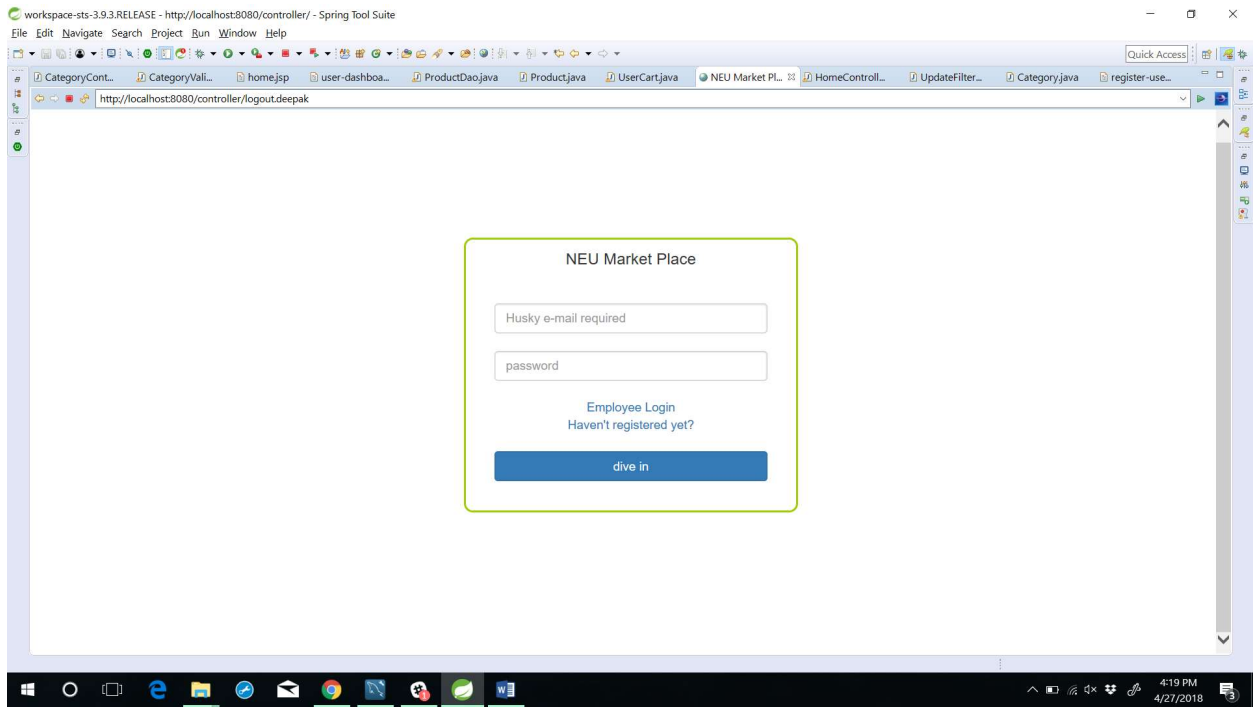 workspace-sts-3.9.3.RELEASE - http://localhost:8080/controller/ - Spring Tool Suite
File Edit Navigate Search Project Run Window Help
Quick Access
CategoryCont... CategoryVali... home.jsp user-dashboa... ProductDao.java Product.java UserCart.java NEU Market Pl... HomeControll... UpdateFilter... Category.java register-use...
http://localhost:8080/controller/logout.deepak
NEU Market Place
Husky e-mail required
password
Employee Login
Haven't registered yet?
dive in
4:19 PM
4/27/2018
3